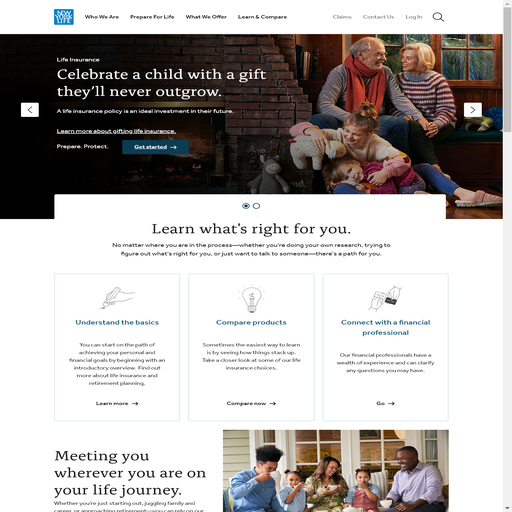 NEW
YORK
LIFE
Who We Are
Prepare For Life
What We Offer
Learn & Compare
Claims
Contact Us
Log In
Life Insurance
Celebrate a child with a gift
they'll never outgrow.
A life insurance policy is an ideal investment in their future.
Learn more about gifting life insurance.
Prepare. Protect.
Get started
Learn what's right for you.
No matter where you are in the process—whether you're doing your own research, trying to
figure out what's right for you, or just want to talk to someone—there's a path for you.
Understand the basics
You can start on the path of
achieving your personal and
financial goals by beginning with an
introductory overview. Find out
more about life insurance and
retirement planning.
Learn more
Compare products
Sometimes the easiest way to learn
is by seeing how things stack up.
Take a closer look at some of our life
insurance choices.
Compare now
Connect with a financial
professional
Our financial professionals have a
wealth of experience and can clarify
any questions you may have.
Go
Meeting you
wherever you are on
your life journey.
Whether you're just starting out, juggling family and
career, or approaching retirement—you can rely on our